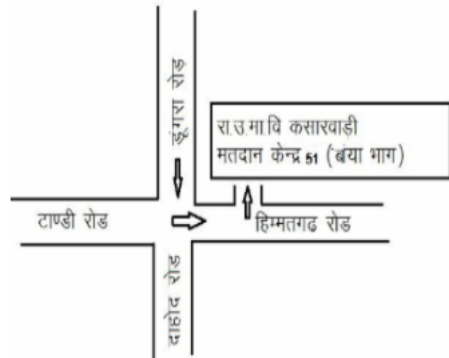 डूंगरा रोड़
रा.उ.मा.वि कसारवाड़ी
मतदान केन्द्र 51 (बांया भाग)
टाण्डी रोड़
हिम्मतगढ रोड़
दाहोद रोड़